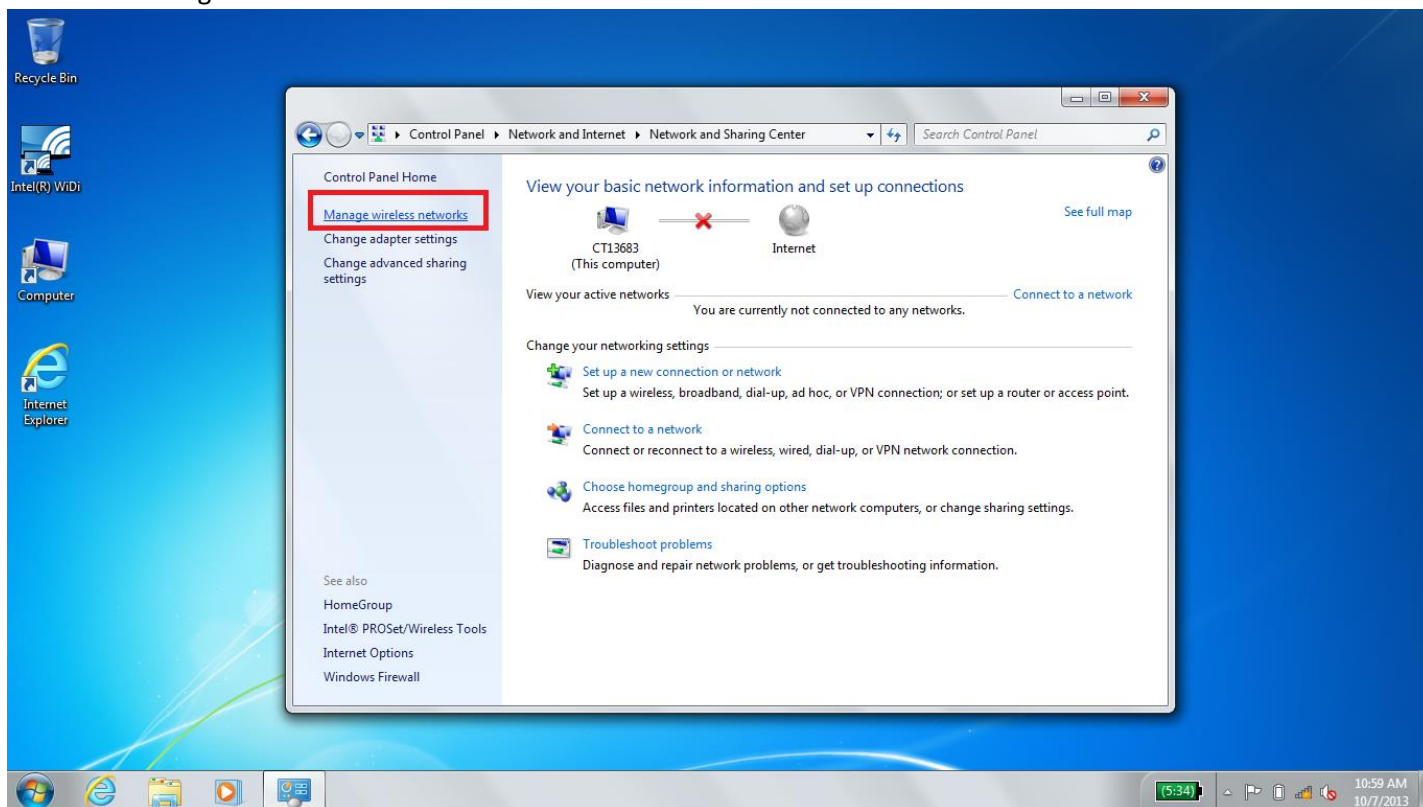 Recycle Bin
Intel(R) WiDi
Computer
Internet
Explorer
Control Panel
Network and Internet
Network and Sharing Center
Search Control Panel
Control Panel Home
Manage wireless networks
Change adapter settings
Change advanced sharing
settings
See also
HomeGroup
Intel® PROSet/Wireless Tools
Internet Options
Windows Firewall
View your basic network information and set up connections
See full map
CT13683
(This computer)
Internet
View your active networks
Connect to a network
You are currently not connected to any networks.
Change your networking settings
Set up a new connection or network
Set up a wireless, broadband, dial-up, ad hoc, or VPN connection; or set up a router or access point.
Connect to a network
Connect or reconnect to a wireless, wired, dial-up, or VPN network connection.
Choose homegroup and sharing options
Access files and printers located on other network computers, or change sharing settings.
Troubleshoot problems
Diagnose and repair network problems, or get troubleshooting information.
(5:34)
10:59 AM
10/7/2013